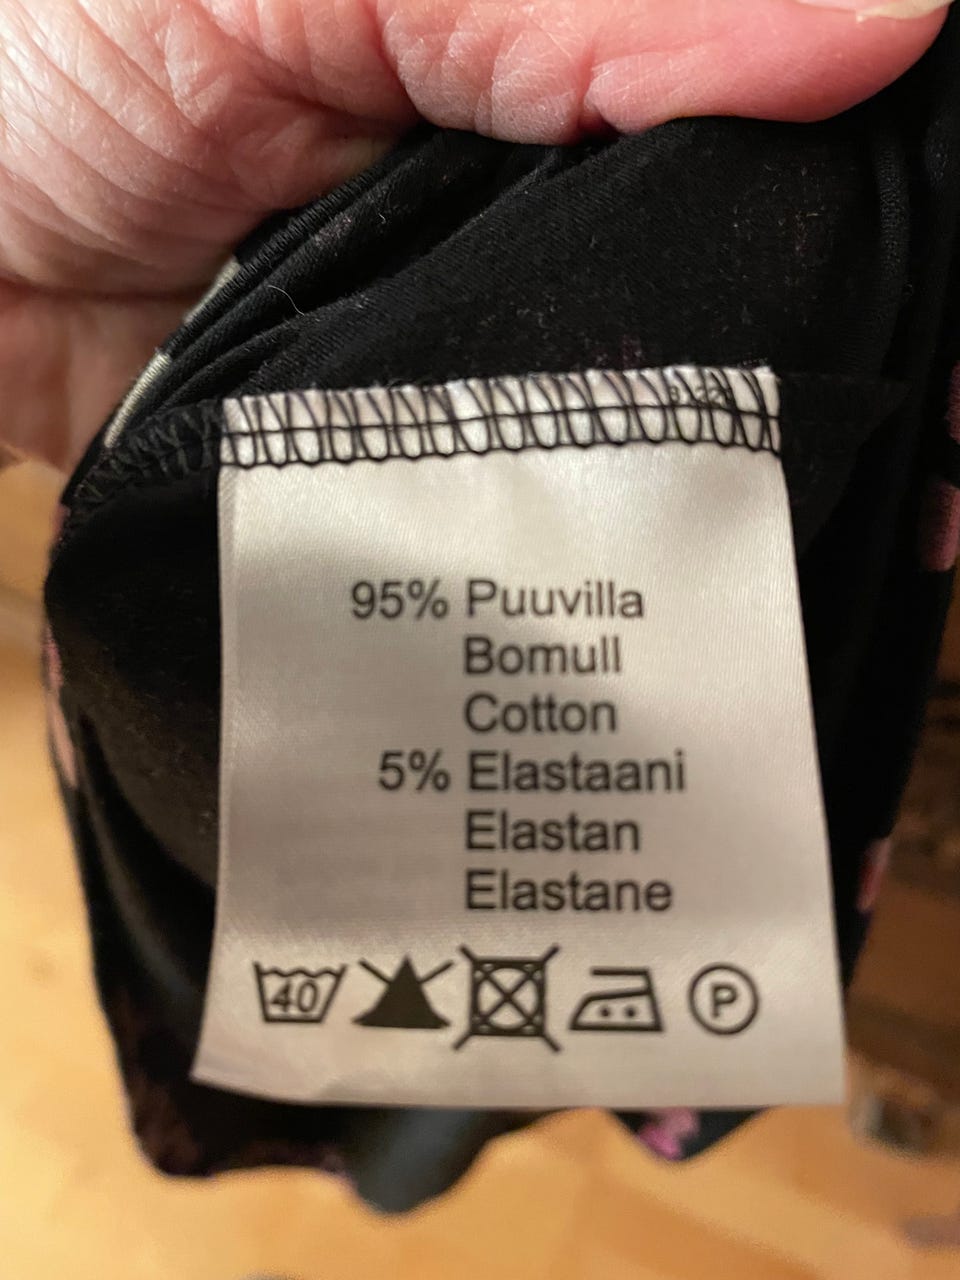 95% Puuvilla
Bomull
Cotton
5% Elastaani
Elastan
Elastane
40
P